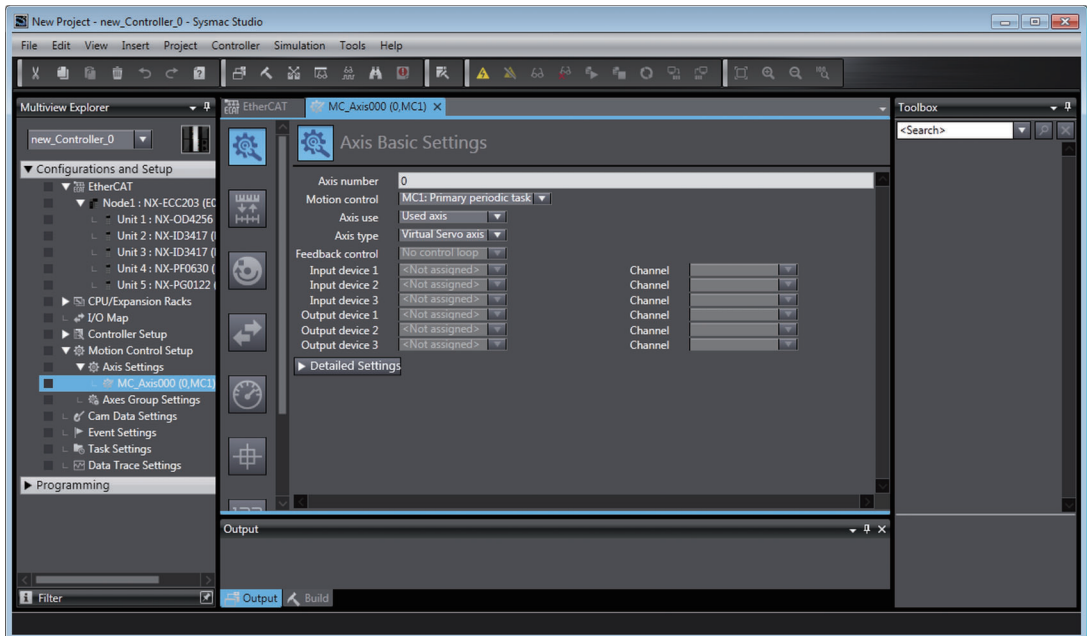 New Project - new_Controller_0 - Sysmac Studio
File Edit View Insert Project Controller Simulation Tools Help
Multiview Explorer
new_Controller_0
Configurations and Setup
EtherCAT
Node1 : NX-ECC203 (E0
Unit 1 : NX-OD4256
Unit 2 : NX-ID3417 (
Unit 3 : NX-ID3417 (
Unit 4 : NX-PF0630 (
Unit 5 : NX-PG0122 (
CPU/Expansion Racks
I/O Map
Controller Setup
Motion Control Setup
Axis Settings
MC_Axis000 (0,MC1)
Axes Group Settings
Cam Data Settings
Event Settings
Task Settings
Data Trace Settings
Programming
Filter
EtherCAT MC_Axis000 (0,MC1)
Axis Basic Settings
Axis number 0
Motion control MC1: Primary periodic task
Axis use Used axis
Axis type Virtual Servo axis
Feedback control No control loop
Input device 1 <Not assigned> Channel
Input device 2 <Not assigned> Channel
Input device 3 <Not assigned> Channel
Output device 1 <Not assigned> Channel
Output device 2 <Not assigned> Channel
Output device 3 <Not assigned> Channel
Detailed Settings
Output
Output Build
Toolbox
<Search>